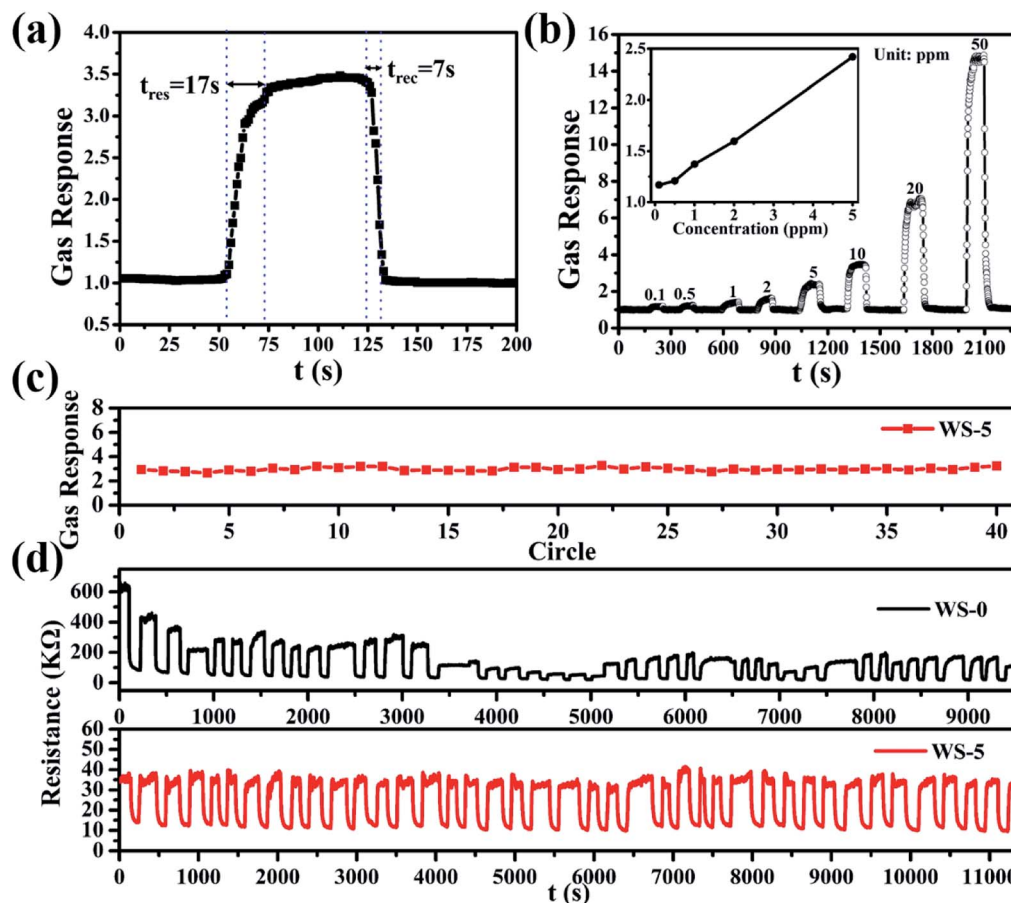 (a)
4.0
3.5
3.0
2.5
2.0
1.5
1.0
0.5
Gas Response
t_res=17s
t_rec=7s
0 25 50 75 100 125 150 175 200
t (s)
(b)
16
14
12
10
8
6
4
2
0
Gas Response
2.5
2.0
1.5
1.0
0 1 2 3 4 5
Concentration (ppm)
Unit: ppm
0.1 0.5 1 2 5 10 20 50
0 300 600 900 1200 1500 1800 2100
t (s)
(c)
8
6
4
2
0
Gas Response
WS-5
0 5 10 15 20 25 30 35 40
Circle
(d)
Resistance (KΩ)
600
400
200
0
WS-0
0 1000 2000 3000 4000 5000 6000 7000 8000 9000
60
50
40
30
20
10
0
WS-5
0 1000 2000 3000 4000 5000 6000 7000 8000 9000 10000 11000
t (s)